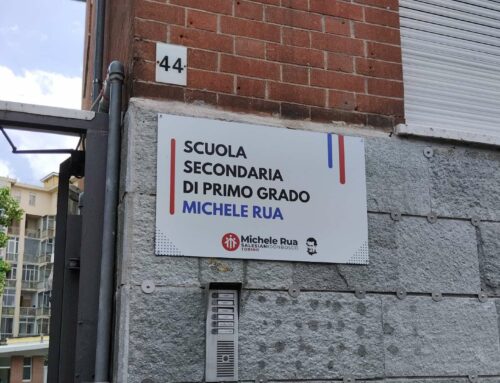 44
SCUOLA
SECONDARIA
DI PRIMO GRADO
MICHELE RUA
Michele Rua
SALESIANI DON BOSCO
TORINO